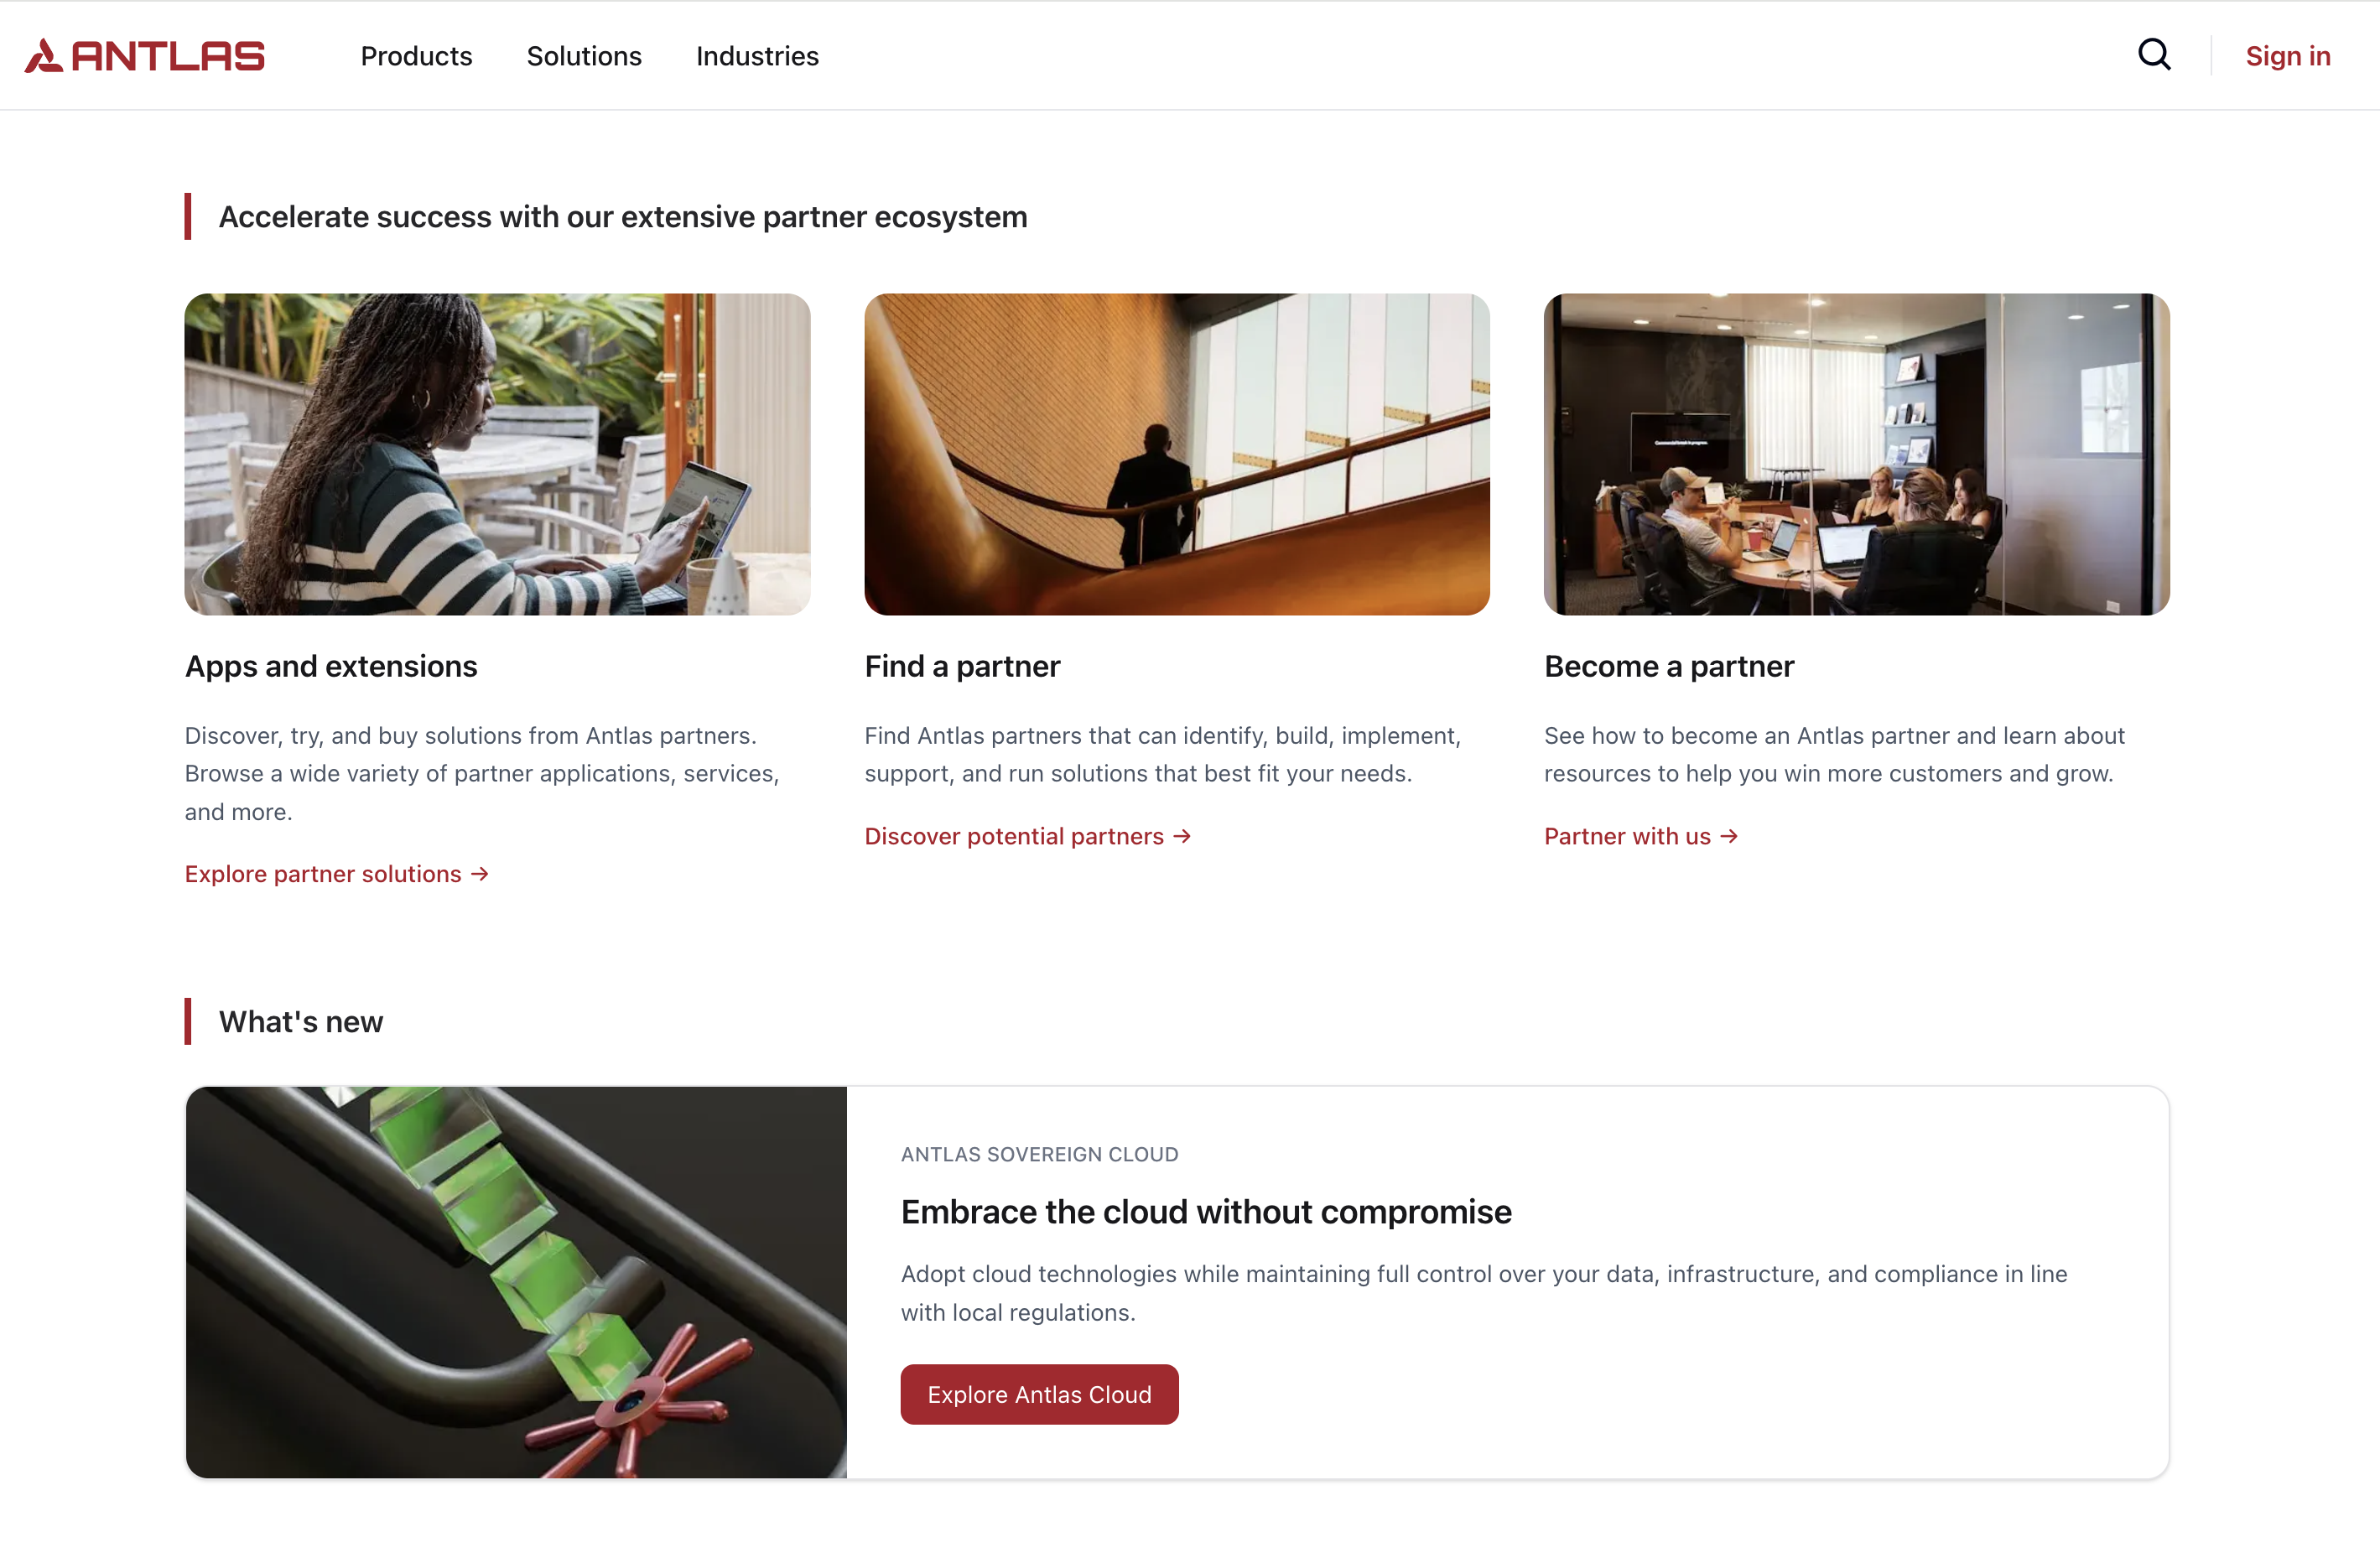 ANTLAS
Products
Solutions
Industries
Sign in
Accelerate success with our extensive partner ecosystem
Apps and extensions
Discover, try, and buy solutions from Antlas partners.
Browse a wide variety of partner applications, services,
and more.
Explore partner solutions →
Find a partner
Find Antlas partners that can identify, build, implement,
support, and run solutions that best fit your needs.
Discover potential partners →
Become a partner
See how to become an Antlas partner and learn about
resources to help you win more customers and grow.
Partner with us →
What's new
ANTLAS SOVEREIGN CLOUD
Embrace the cloud without compromise
Adopt cloud technologies while maintaining full control over your data, infrastructure, and compliance in line
with local regulations.
Explore Antlas Cloud